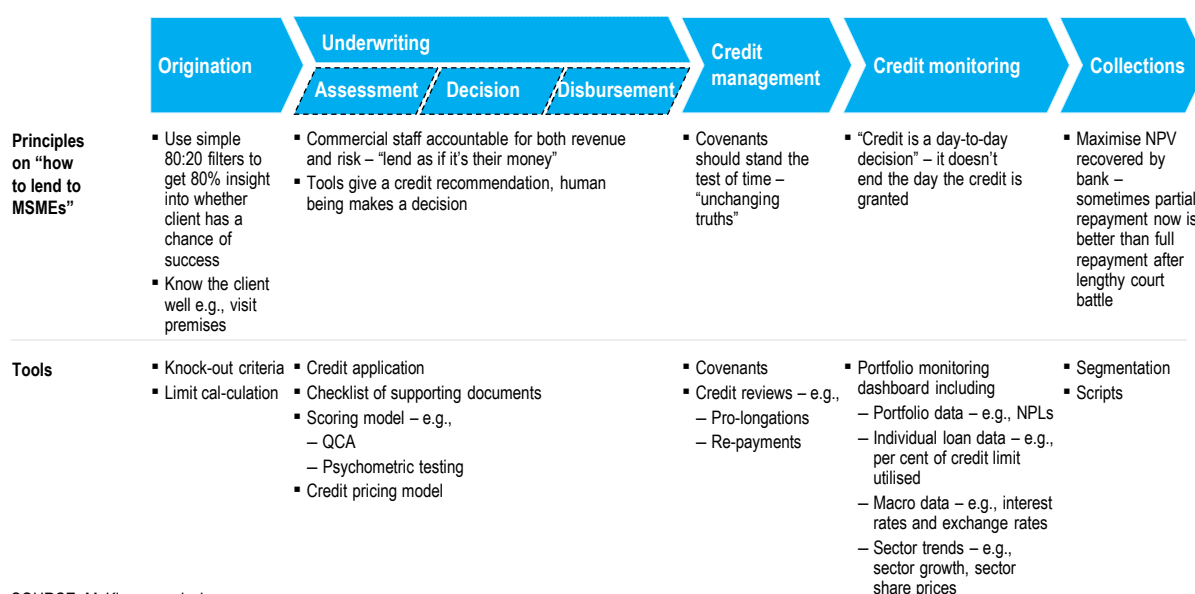 Origination
Underwriting
Assessment
Decision
Disbursement
Credit
management
Credit monitoring
Collections
Principles
on “how
to lend to
MSMEs”
▪ Use simple
80:20 filters to
get 80% insight
into whether
client has a
chance of
success
▪ Know the client
well e.g., visit
premises
▪ Commercial staff accountable for both revenue
and risk – “lend as if it’s their money”
▪ Tools give a credit recommendation, human
being makes a decision
▪ Covenants
should stand the
test of time –
“unchanging
truths”
▪ “Credit is a day-to-day
decision” – it doesn’t
end the day the credit is
granted
▪ Maximise NPV
recovered by
bank –
sometimes partial
repayment now is
better than full
repayment after
lengthy court
battle
Tools
▪ Knock-out criteria
▪ Limit cal-culation
▪ Credit application
▪ Checklist of supporting documents
▪ Scoring model – e.g.,
– QCA
– Psychometric testing
▪ Credit pricing model
▪ Covenants
▪ Credit reviews – e.g.,
– Pro-longations
– Re-payments
▪ Portfolio monitoring
dashboard including
– Portfolio data – e.g., NPLs
– Individual loan data – e.g.,
per cent of credit limit
utilised
– Macro data – e.g., interest
rates and exchange rates
– Sector trends – e.g.,
sector growth, sector
share prices
▪ Segmentation
▪ Scripts